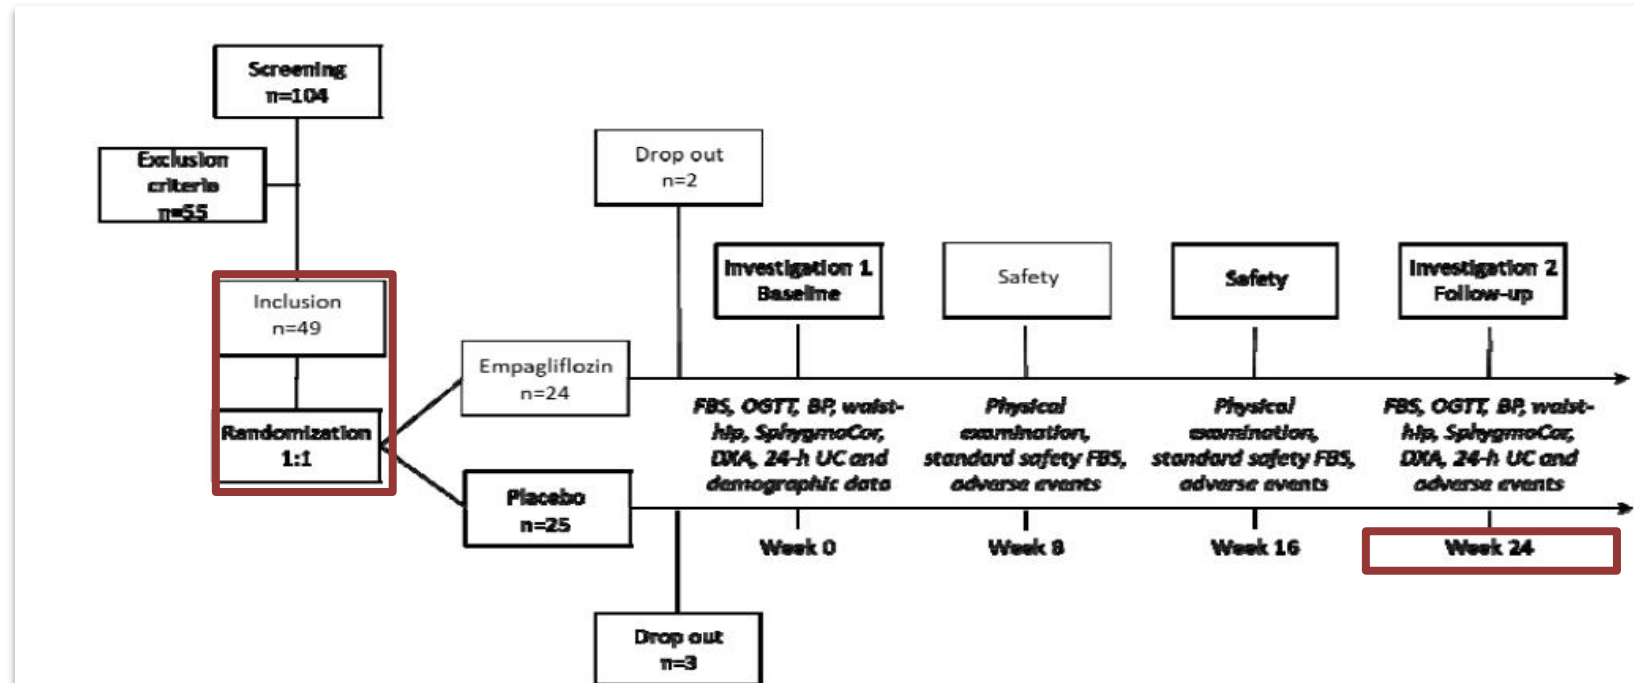 Screening
n=104
Exclusion
criteria
n=55
Inclusion
n=49
Randomization
1:1
Empagliflozin
n=24
Placebo
n=25
Drop out
n=2
Drop out
n=3
Investigation 1
Baseline
Safety
Safety
Investigation 2
Follow-up
FBS, OGTT, BP, waist-
hip, SphygmoCor,
DXA, 24-h UC and
demographic data
Physical
examination,
standard safety FBS,
adverse events
Physical
examination,
standard safety FBS,
adverse events
FBS, OGTT, BP, waist-
hip, SphygmoCor,
DXA, 24-h UC and
adverse events
Week 0
Week 8
Week 16
Week 24